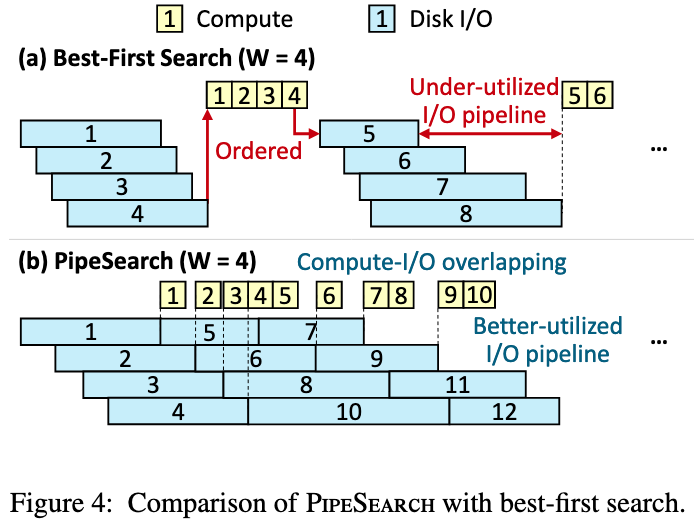 1 Compute 1 Disk I/O
(a) Best-First Search (W = 4)
1 2 3 4
Under-utilized
I/O pipeline
5 6
1
5
2
Ordered
6
...
3
7
4
8
(b) PipeSearch (W = 4)
Compute-I/O overlapping
1 2 3 4 5 6 7 8 9 10
1 5 7
Better-utilized
I/O pipeline
...
2 6 9
3 8 11
4 10 12
Figure 4: Comparison of PIPESEARCH with best-first search.